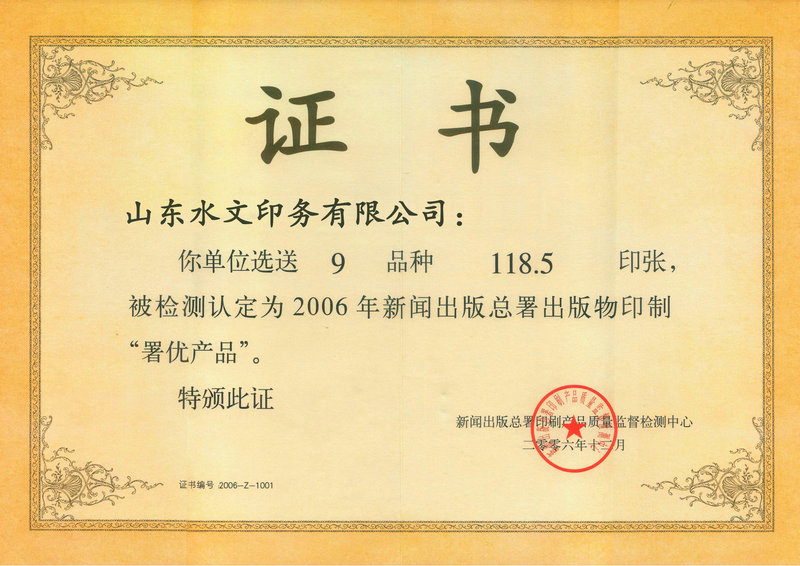 证 书
山东水文印务有限公司：
你单位选送 9 品种 118.5 印张，
被检测认定为2006年新闻出版总署出版物印制
“署优产品”。
特颁此证
新闻出版总署印刷产品质量监督检测中心
二零零六年十二月
证书编号：2006-Z-1001